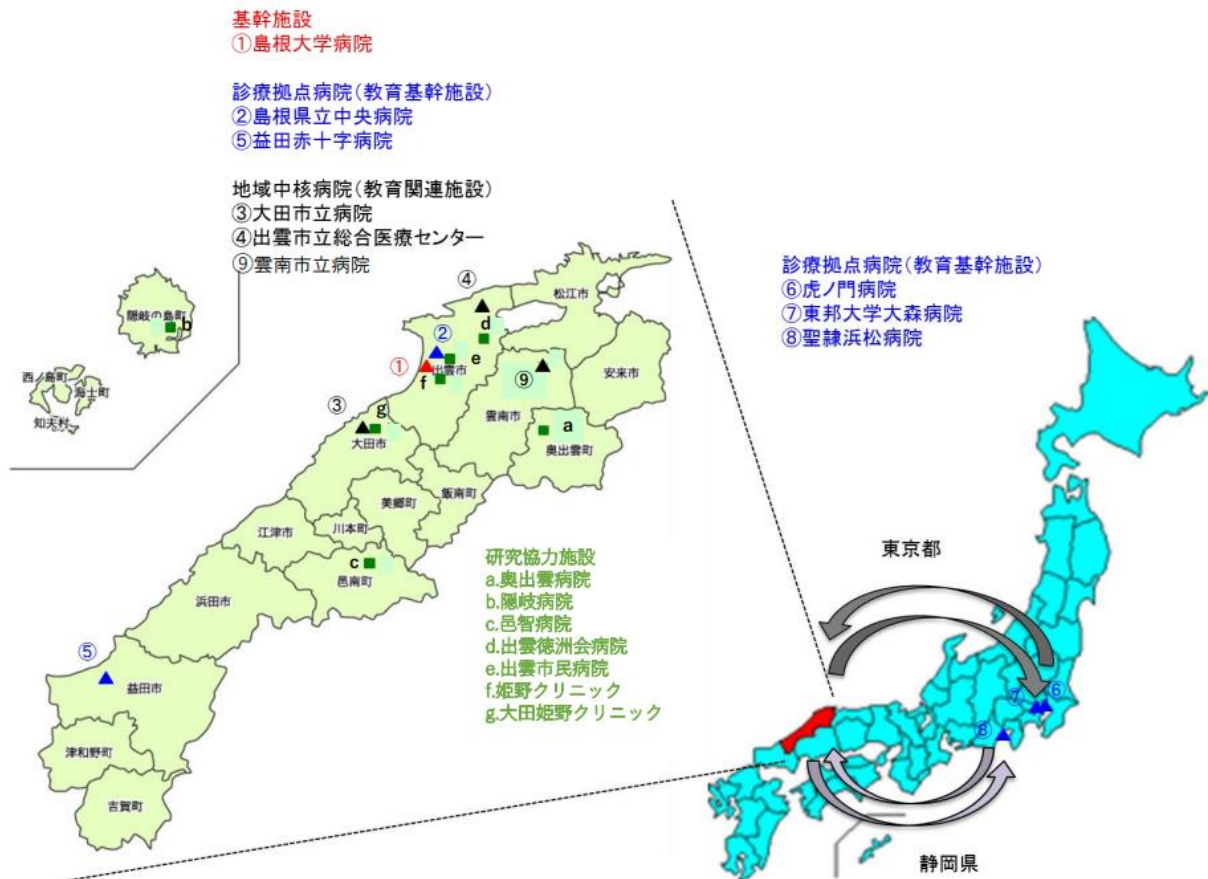 基幹施設
①島根大学病院
診療拠点病院(教育基幹施設)
②島根県立中央病院
⑤益田赤十字病院
地域中核病院(教育関連施設)
③大田市立病院
④出雲市立総合医療センター
⑨雲南市立病院
診療拠点病院(教育基幹施設)
⑥虎ノ門病院
⑦東邦大学大森病院
⑧聖隷浜松病院
隠岐の島町
b
西ノ島町
海士町
知夫村
④
松江市
d
②
e
①
出雲市
f
⑨
安来市
雲南市
③
g
大田市
a
奥出雲町
飯南町
美郷町
川本町
江津市
c
邑南町
浜田市
⑤
益田市
津和野町
吉賀町
研究協力施設
a.奥出雲病院
b.隠岐病院
c.邑智病院
d.出雲徳洲会病院
e.出雲市民病院
f.姫野クリニック
g.大田姫野クリニック
東京都
⑦
⑥
⑧
静岡県